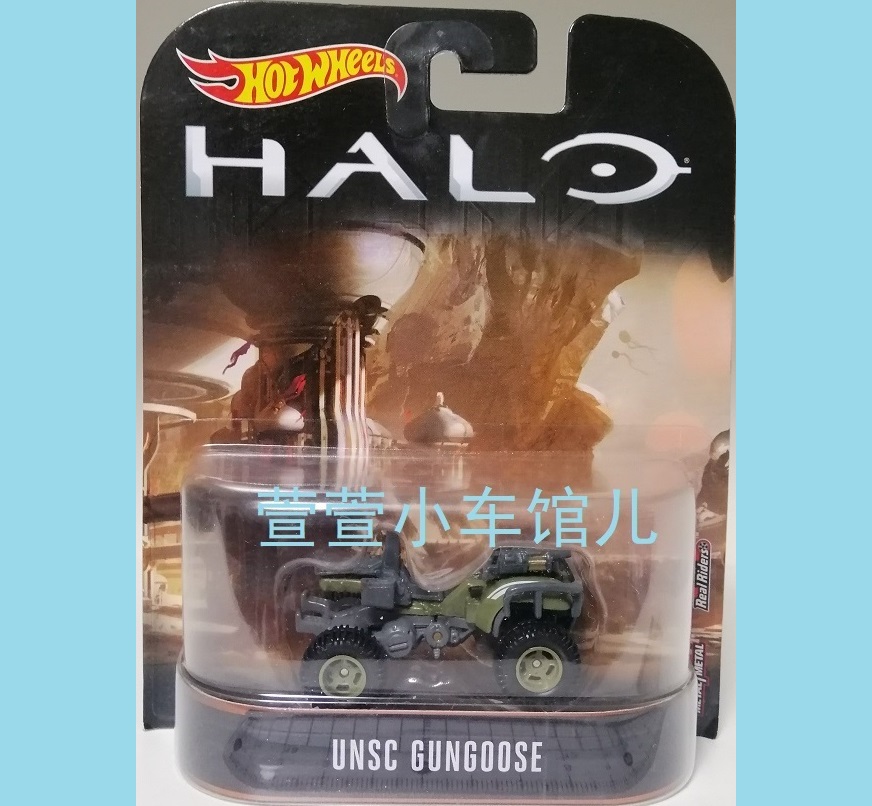 HOT WHEELS
HALO
萱萱小车馆儿
Real Riders
METAL/METAL
UNSC GUNGOOSE